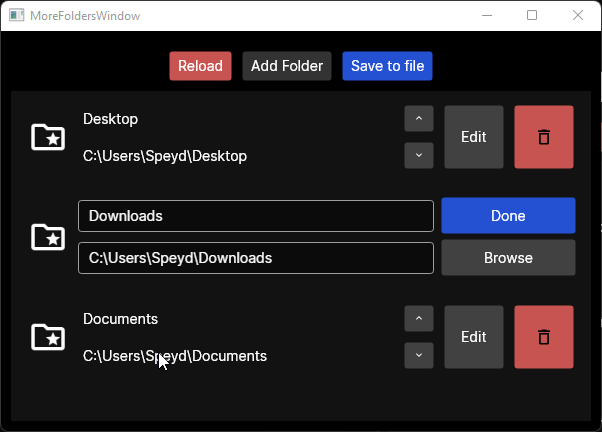 MoreFoldersWindow
Reload Add Folder Save to file
Desktop
C:\Users\Speyd\Desktop
Edit
Downloads
Done
C:\Users\Speyd\Downloads
Browse
Documents
C:\Users\Speyd\Documents
Edit